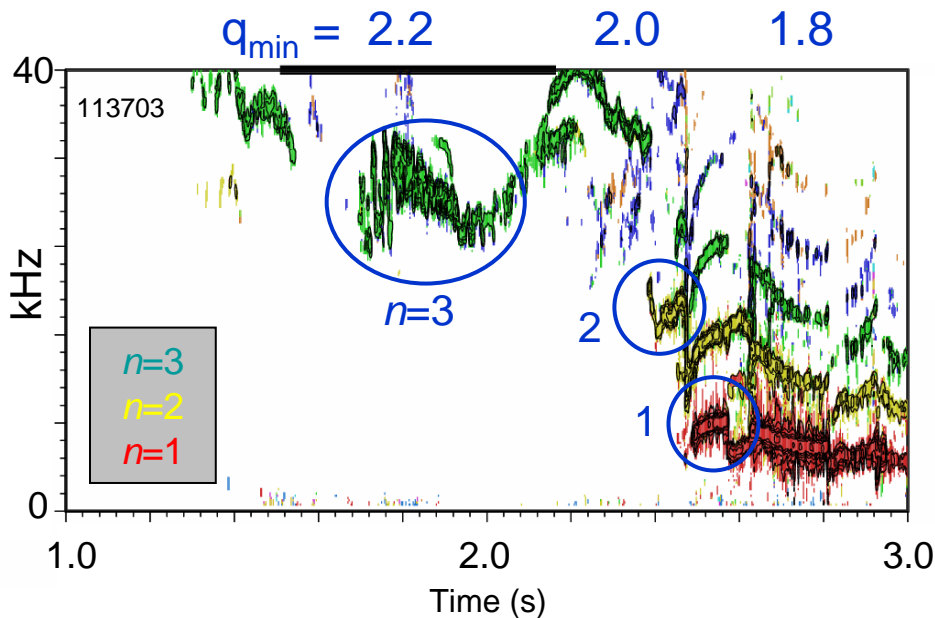 qmin = 2.2 2.0 1.8
40
113703
kHz
n=3
2
n=3
n=2
n=1
1
0
1.0 2.0 3.0
Time (s)